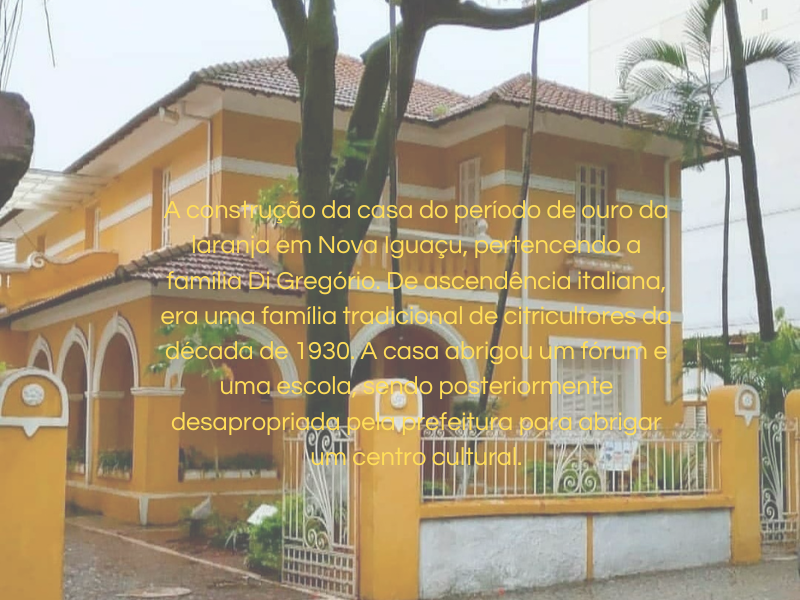 A construção da casa do período de ouro da
laranja em Nova Iguaçu, pertencendo a
família Di Gregório. De ascendência italiana,
era uma família tradicional de citricultores da
década de 1930. A casa abrigou um fórum e
uma escola, sendo posteriormente
desapropriada pela prefeitura para abrigar
um centro cultural.